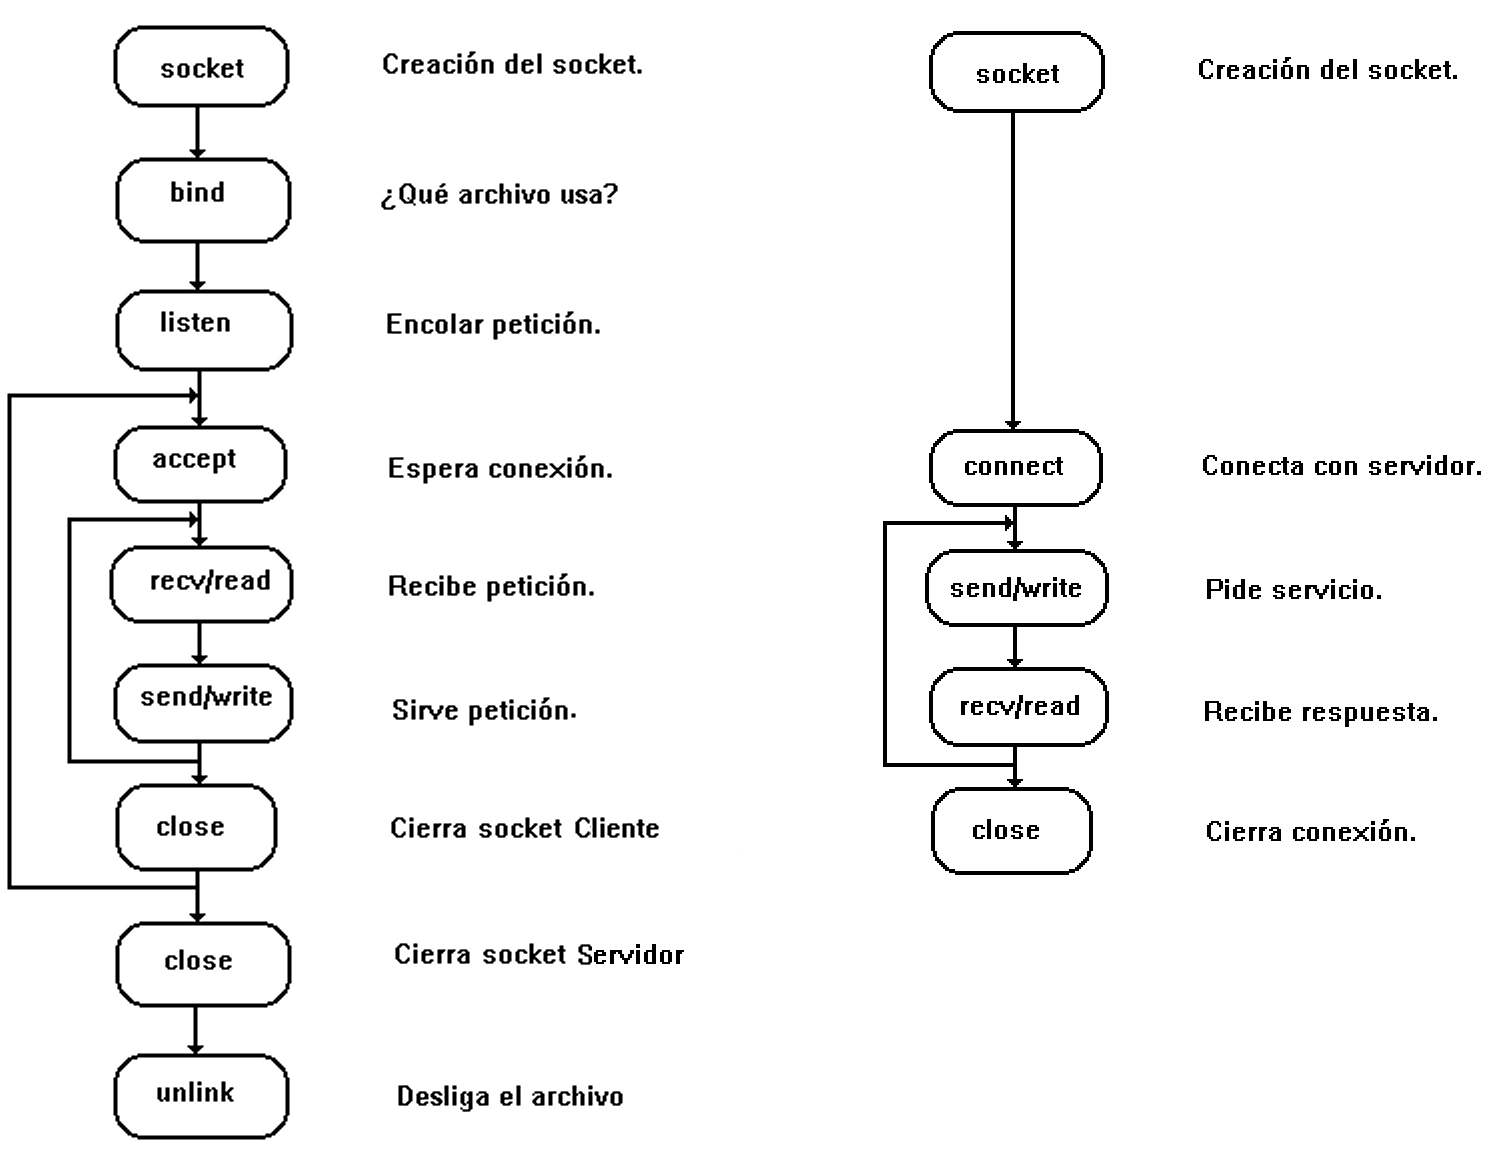 socket
Creación del socket.
bind
¿Qué archivo usa?
listen
Encolar petición.
accept
Espera conexión.
recv/read
Recibe petición.
send/write
Sirve petición.
close
Cierra socket Cliente
close
Cierra socket Servidor
unlink
Desliga el archivo
socket
Creación del socket.
connect
Conecta con servidor.
send/write
Pide servicio.
recv/read
Recibe respuesta.
close
Cierra conexión.